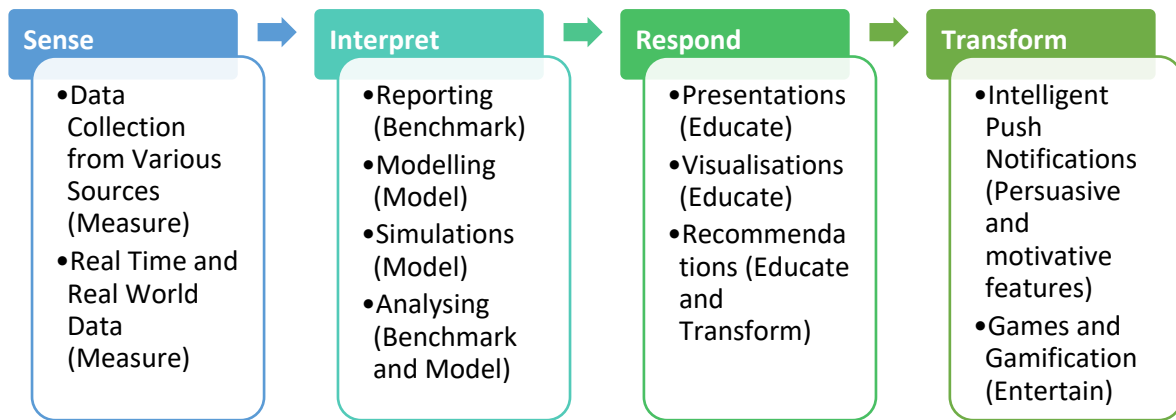 Sense
•Data
Collection
from Various
Sources
(Measure)
•Real Time and
Real World
Data
(Measure)
Interpret
•Reporting
(Benchmark)
•Modelling
(Model)
•Simulations
(Model)
•Analysing
(Benchmark
and Model)
Respond
•Presentations
(Educate)
•Visualisations
(Educate)
•Recommenda
tions (Educate
and
Transform)
Transform
•Intelligent
Push
Notifications
(Persuasive
and
motivative
features)
•Games and
Gamification
(Entertain)